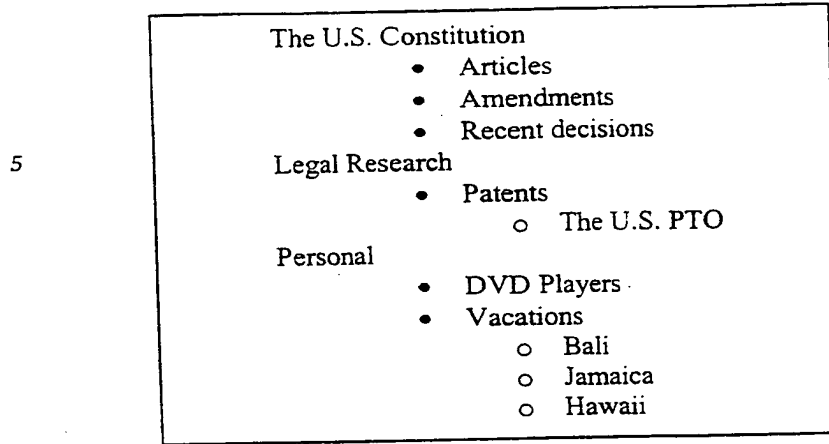 The U.S. Constitution
• Articles
• Amendments
• Recent decisions
5 Legal Research
• Patents
o The U.S. PTO
Personal
• DVD Players
• Vacations
o Bali
o Jamaica
o Hawaii